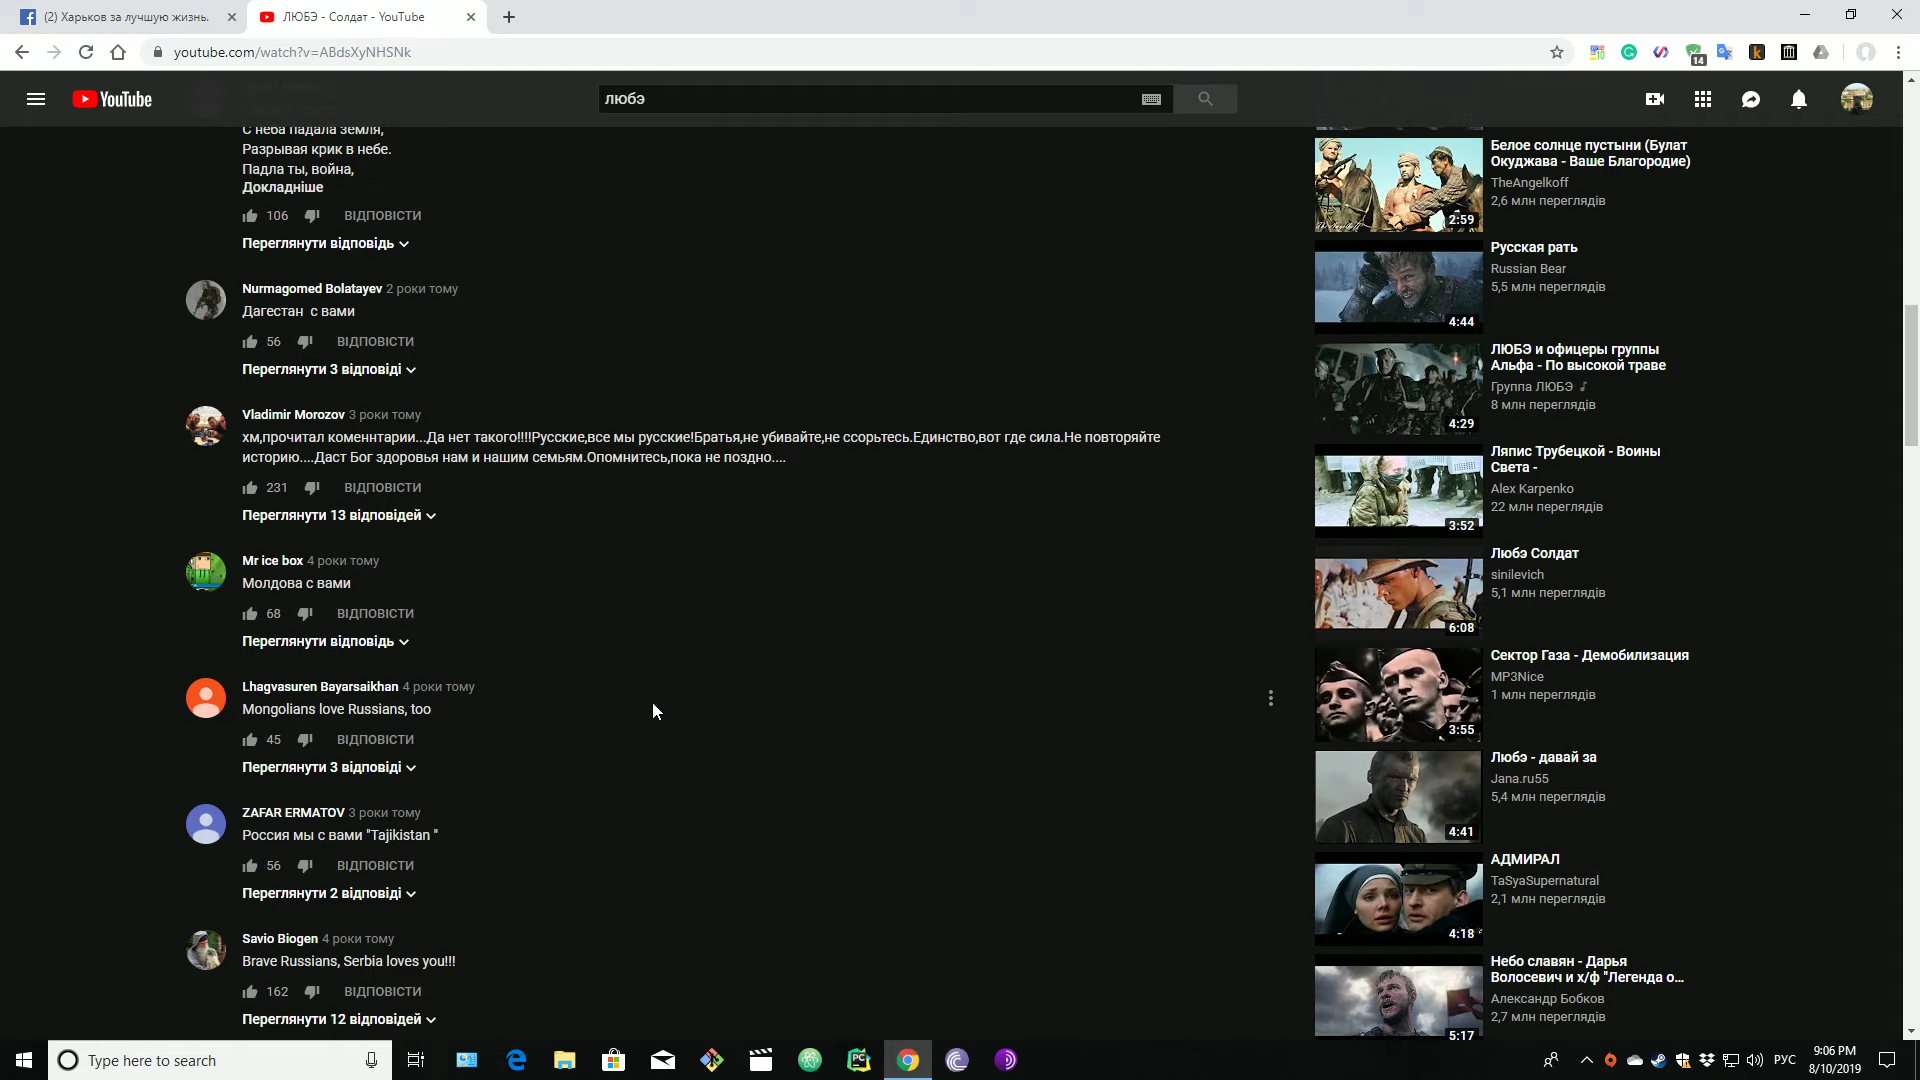 (2) Харьков за лучшую жизнь.
ЛЮБЭ - Солдат - YouTube
youtube.com/watch?v=ABdsXyNHSNk
10
14
YouTube
любэ
С неба падала земля,
Разрывая крик в небе.
Падла ты, война,
Докладніше
106 ВІДПОВІСТИ
Переглянути відповідь
Nurmagomed Bolatayev 2 роки тому
Дагестан с вами
56 ВІДПОВІСТИ
Переглянути 3 відповіді
Vladimir Morozov 3 роки тому
хм,прочитал коменнтарии...Да нет такого!!!!Русские,все мы русские!Братья,не убивайте,не ссорьтесь.Единство,вот где сила.Не повторяйте
историю....Даст Бог здоровья нам и нашим семьям.Опомнитесь,пока не поздно....
231 ВІДПОВІСТИ
Переглянути 13 відповідей
Mr ice box 4 роки тому
Молдова с вами
68 ВІДПОВІСТИ
Переглянути відповідь
Lhagvasuren Bayarsaikhan 4 роки тому
Mongolians love Russians, too
45 ВІДПОВІСТИ
Переглянути 3 відповіді
ZAFAR ERMATOV 3 роки тому
Россия мы с вами "Tajikistan "
56 ВІДПОВІСТИ
Переглянути 2 відповіді
Savio Biogen 4 роки тому
Brave Russians, Serbia loves you!!!
162 ВІДПОВІСТИ
Переглянути 12 відповідей
Белое солнце пустыни (Булат
Окуджава - Ваше Благородие)
TheAngelkoff
2,6 млн переглядів
2:59
Русская рать
Russian Bear
5,5 млн переглядів
4:44
ЛЮБЭ и офицеры группы
Альфа - По высокой траве
Группа ЛЮБЭ
8 млн переглядів
4:29
Ляпис Трубецкой - Воины
Света -
Alex Karpenko
22 млн переглядів
3:52
Любэ Солдат
sinilevich
5,1 млн переглядів
6:08
Сектор Газа - Демобилизация
MP3Nice
1 млн переглядів
3:55
Любэ - давай за
Jana.ru55
5,4 млн переглядів
4:41
АДМИРАЛ
TaSyaSupernatural
2,1 млн переглядів
4:18
Небо славян - Дарья
Волосевич и х/ф "Легенда о...
Александр Бобков
2,7 млн переглядів
5:17
Type here to search
PC
РУС
9:06 PM
8/10/2019